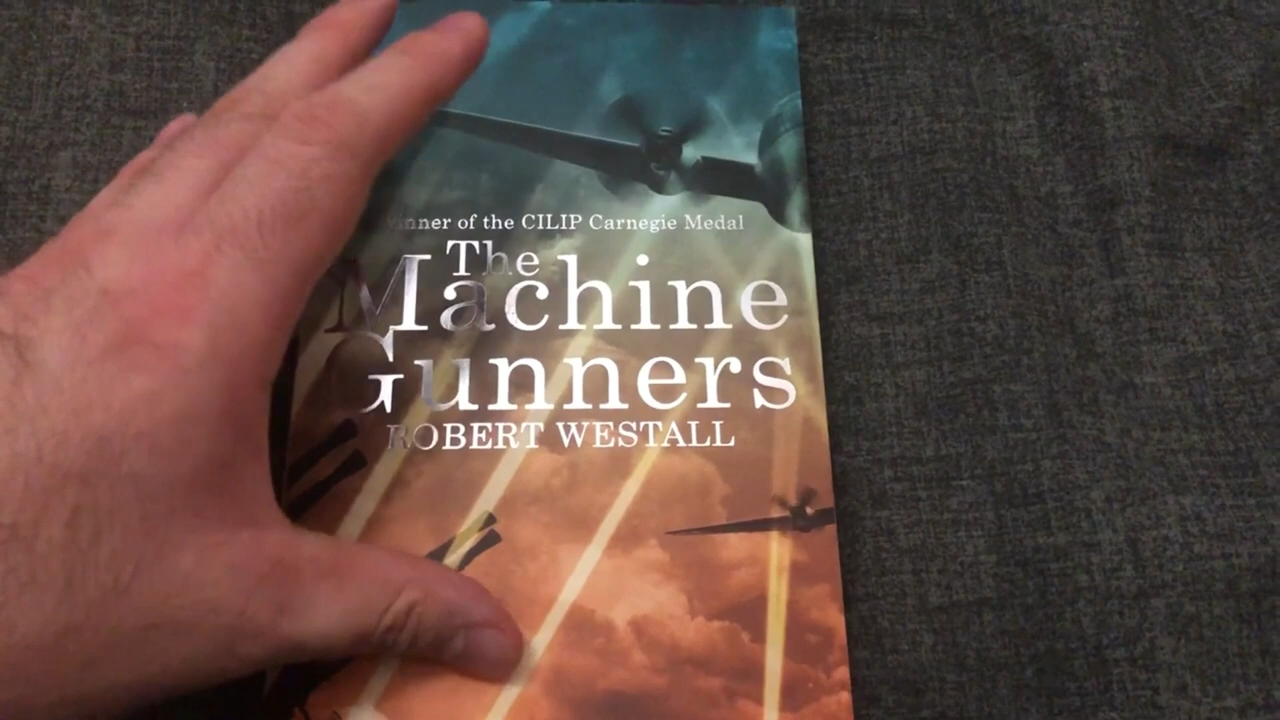 Winner of the CILIP Carnegie Medal
The
Machine
Gunners
ROBERT WESTALL